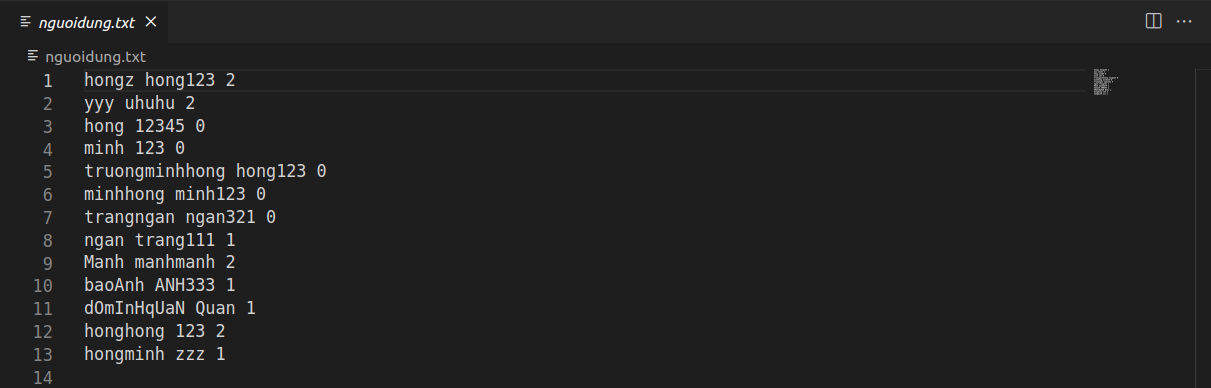 nguoidung.txt
nguoidung.txt
1 hongz hong123 2
2 yyy uhuhu 2
3 hong 12345 0
4 minh 123 0
5 truongminhhong hong123 0
6 minhhong minh123 0
7 trangngan ngan321 0
8 ngan trang111 1
9 Manh manhmanh 2
10 baoAnh ANH333 1
11 dOmInHqUaN Quan 1
12 honghong 123 2
13 hongminh zzz 1
14